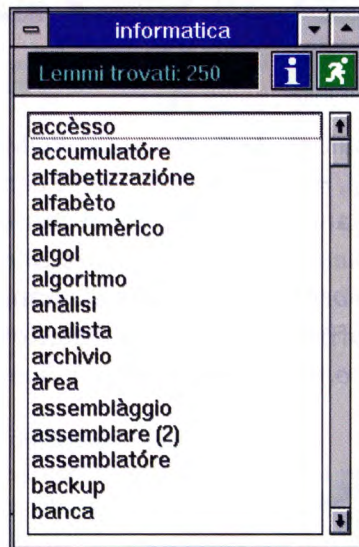 informatica
Lemmi trovati: 250
accèsso
accumulatóre
alfabetizzazióne
alfabèto
alfanumèrico
algol
algoritmo
anàlisi
analista
archìvio
àrea
assemblàggio
assemblare (2)
assemblatóre
backup
banca